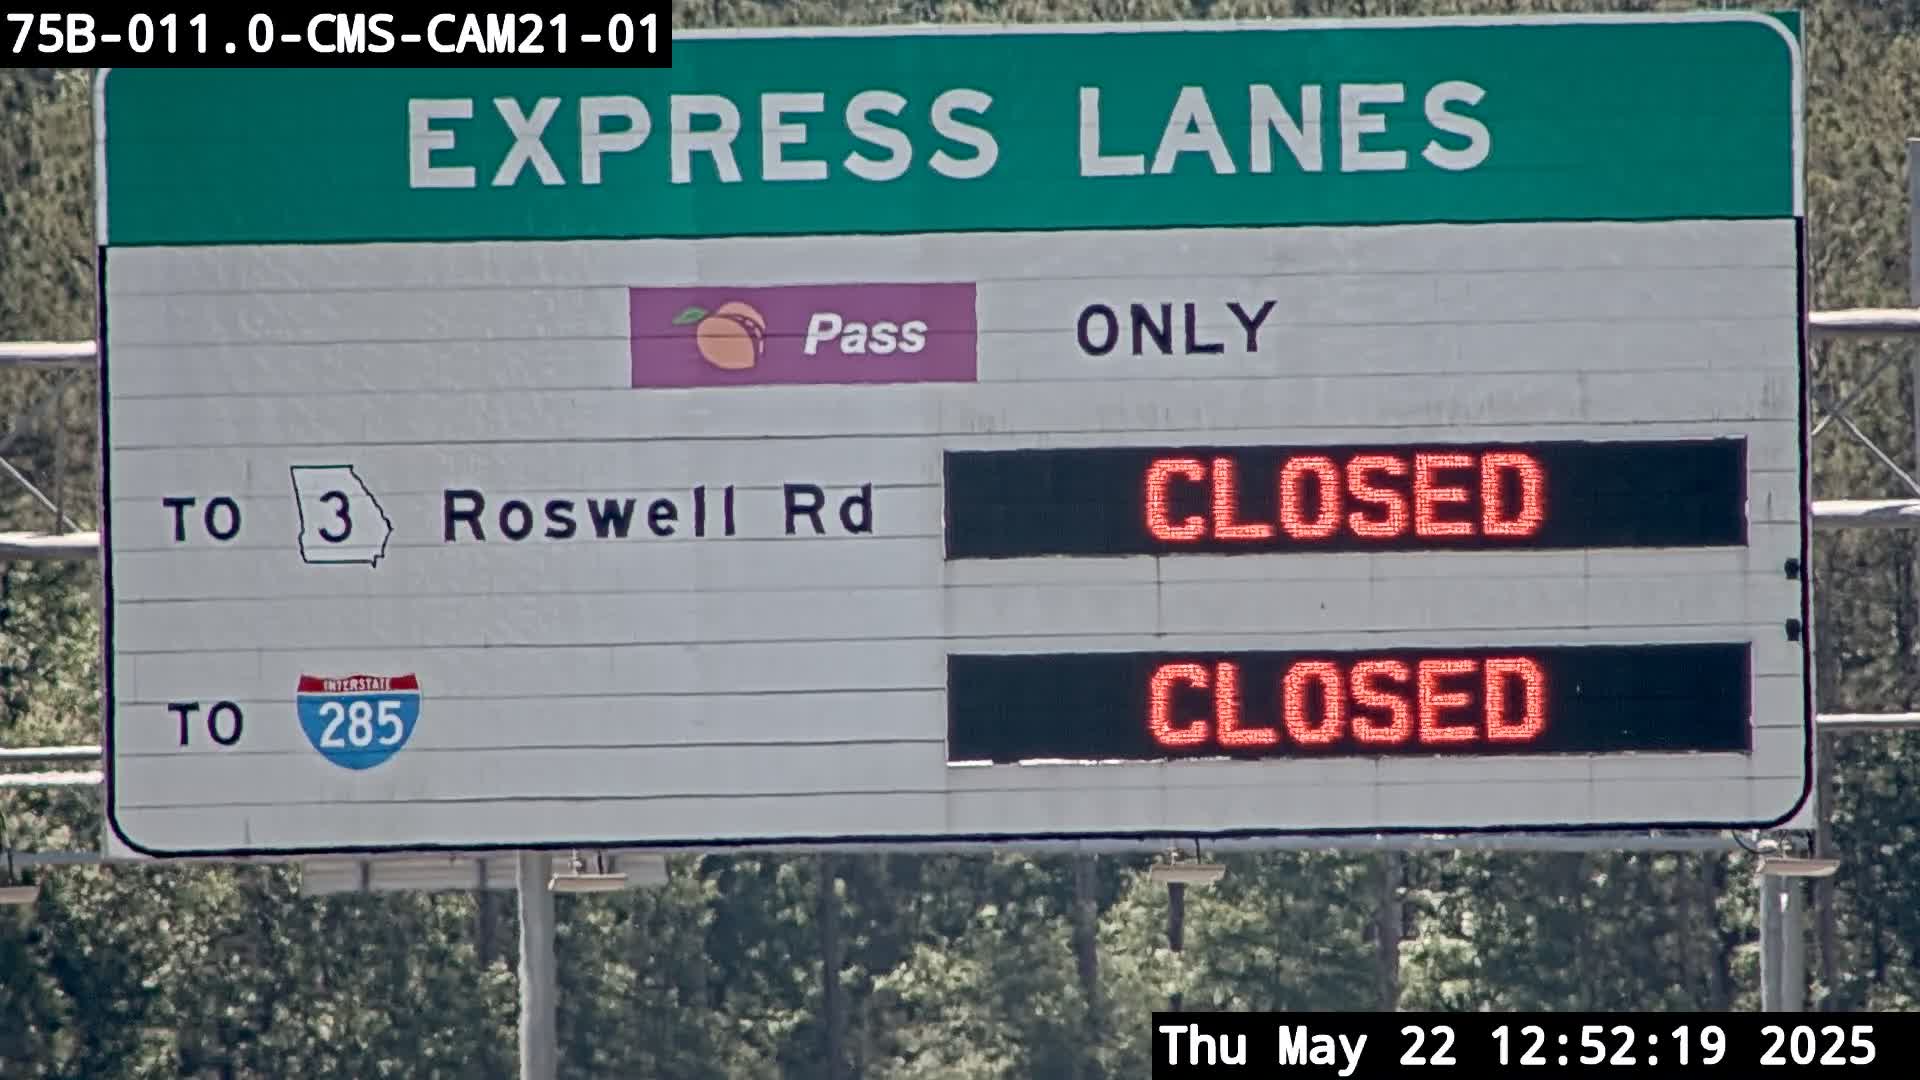 75B-011.0-CMS-CAM21-01
EXPRESS LANES
Pass ONLY
TO 3 Roswell Rd CLOSED
TO INTERSTATE 285 CLOSED
Thu May 22 12:52:19 2025